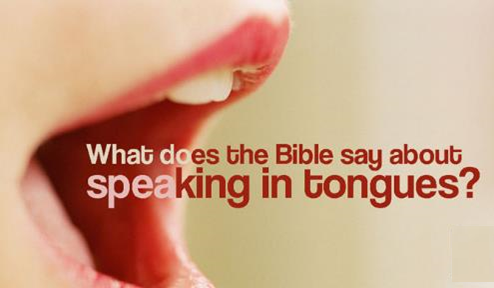 What does the Bible say about
speaking in tongues?